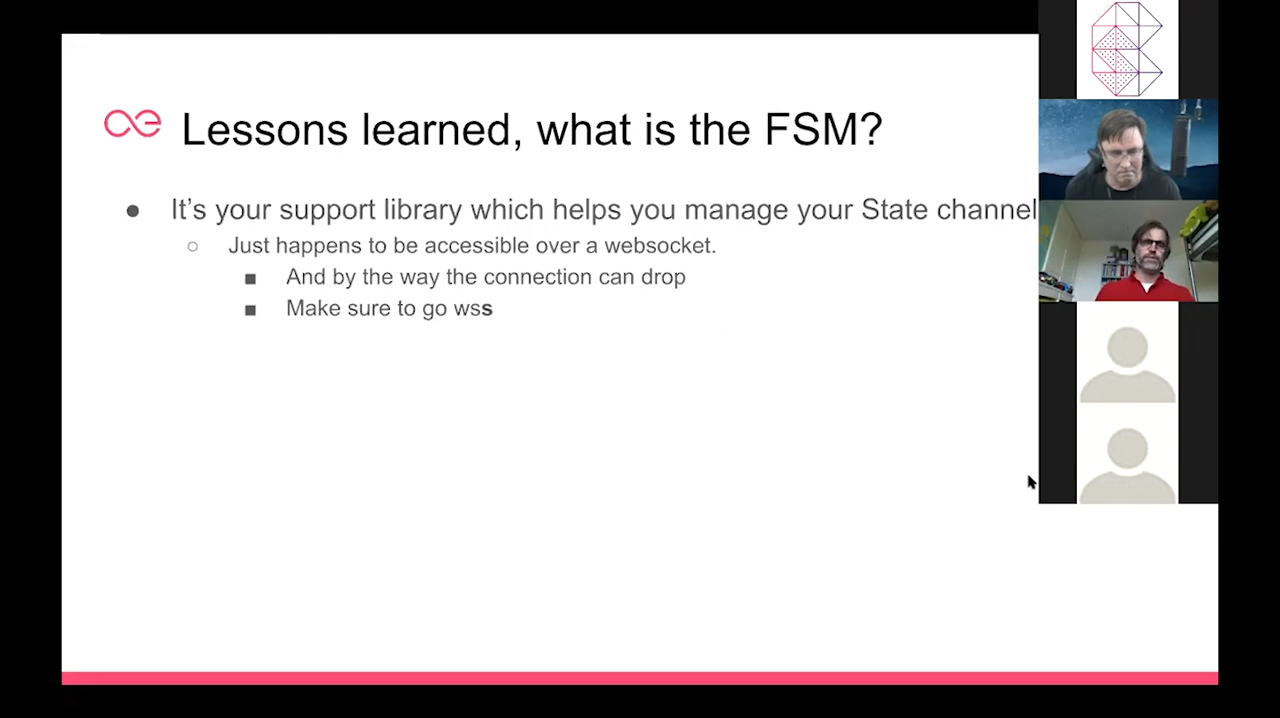 Lessons learned, what is the FSM?
● It’s your support library which helps you manage your State channel
○ Just happens to be accessible over a websocket.
■ And by the way the connection can drop
■ Make sure to go wss